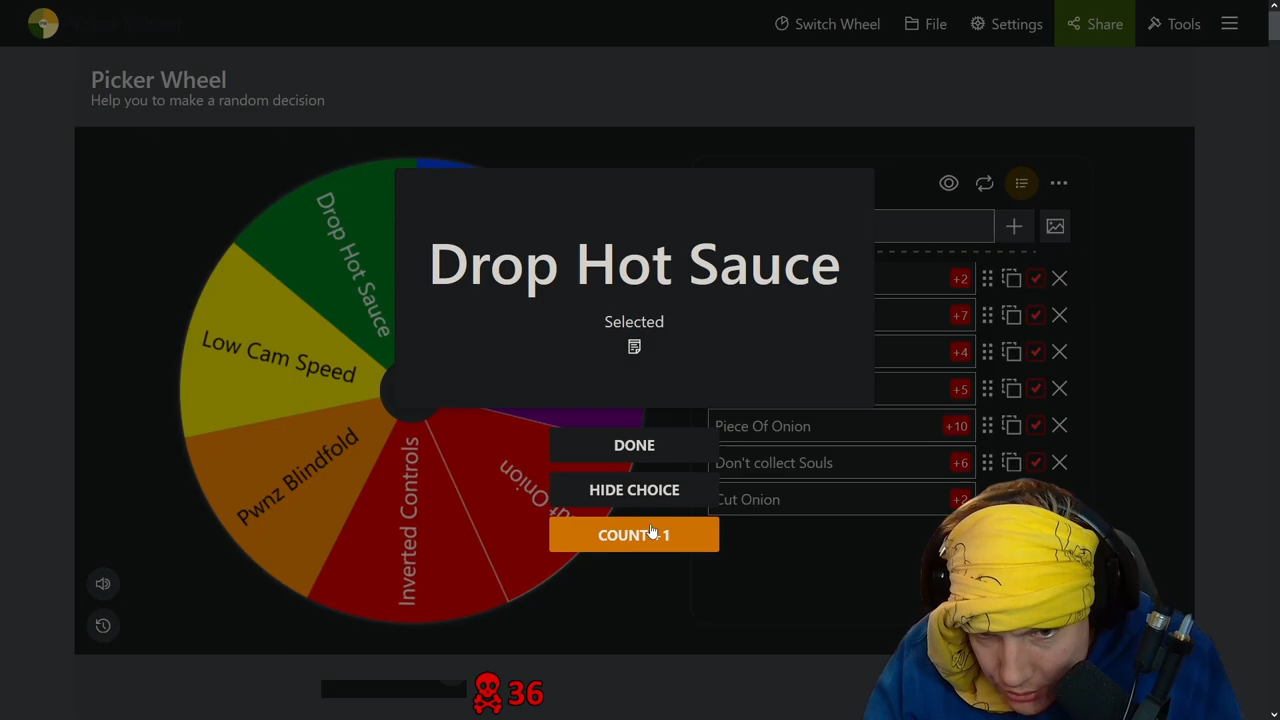 Switch Wheel
File
Settings
Share
Tools
Picker Wheel
Help you to make a random decision
Drop Hot Sauce
Low Cam Speed
Pwnz Blindfold
Inverted Controls
Drop Hot Sauce
Selected
DONE
HIDE CHOICE
+2
+7
+4
+5
Piece Of Onion +10
Don't collect Souls +6
Cut Onion +2
36